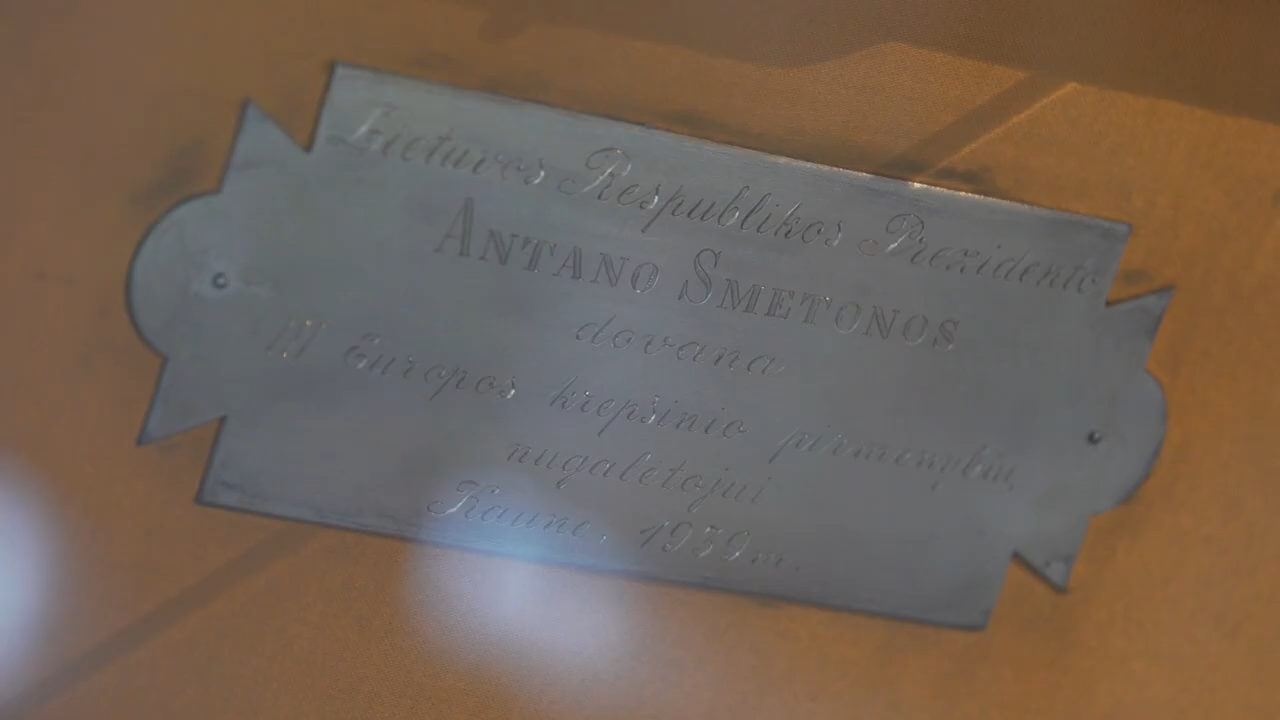 Lietuvos Respublikos Prezidento
ANTANO SMETONOS
dovana
III Europos krepšinio pirmenybių
nugalėtojui
Kaune, 1939 m.